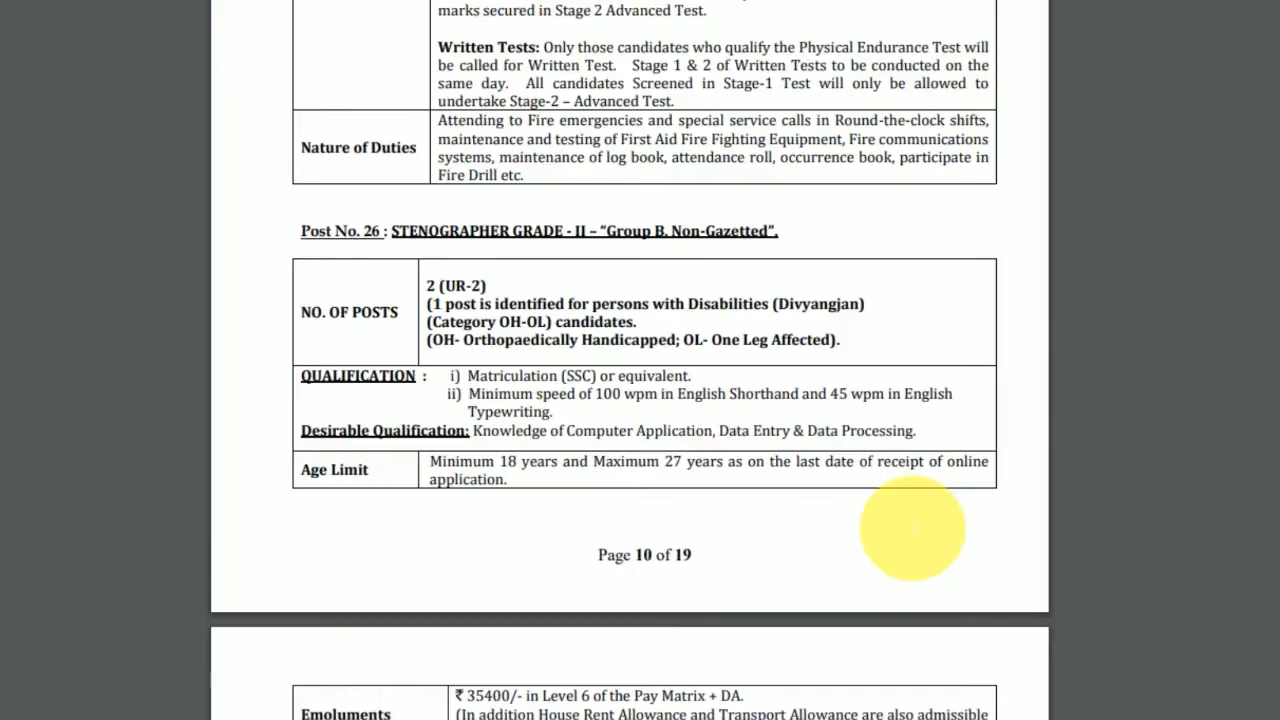 marks secured in Stage 2 Advanced Test.
Written Tests: Only those candidates who qualify the Physical Endurance Test will
be called for Written Test. Stage 1 & 2 of Written Tests to be conducted on the
same day. All candidates Screened in Stage-1 Test will only be allowed to
undertake Stage-2 – Advanced Test.
Nature of Duties
Attending to Fire emergencies and special service calls in Round-the-clock shifts,
maintenance and testing of First Aid Fire Fighting Equipment, Fire communications
systems, maintenance of log book, attendance roll, occurrence book, participate in
Fire Drill etc.
Post No. 26 : STENOGRAPHER GRADE - II – “Group B, Non-Gazetted”.
NO. OF POSTS
2 (UR-2)
(1 post is identified for persons with Disabilities (Divyangjan)
(Category OH-OL) candidates.
(OH- Orthopaedically Handicapped; OL- One Leg Affected).
QUALIFICATION : i) Matriculation (SSC) or equivalent.
ii) Minimum speed of 100 wpm in English Shorthand and 45 wpm in English
Typewriting.
Desirable Qualification: Knowledge of Computer Application, Data Entry & Data Processing.
Age Limit
Minimum 18 years and Maximum 27 years as on the last date of receipt of online
application.
Page 10 of 19
Emoluments
₹ 35400/- in Level 6 of the Pay Matrix + DA.
(In addition House Rent Allowance and Transport Allowance are also admissible